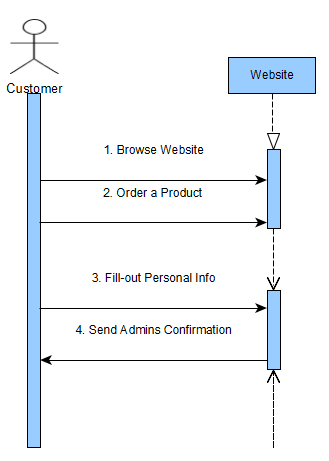 Customer
Website
1. Browse Website
2. Order a Product
3. Fill-out Personal Info
4. Send Admins Confirmation